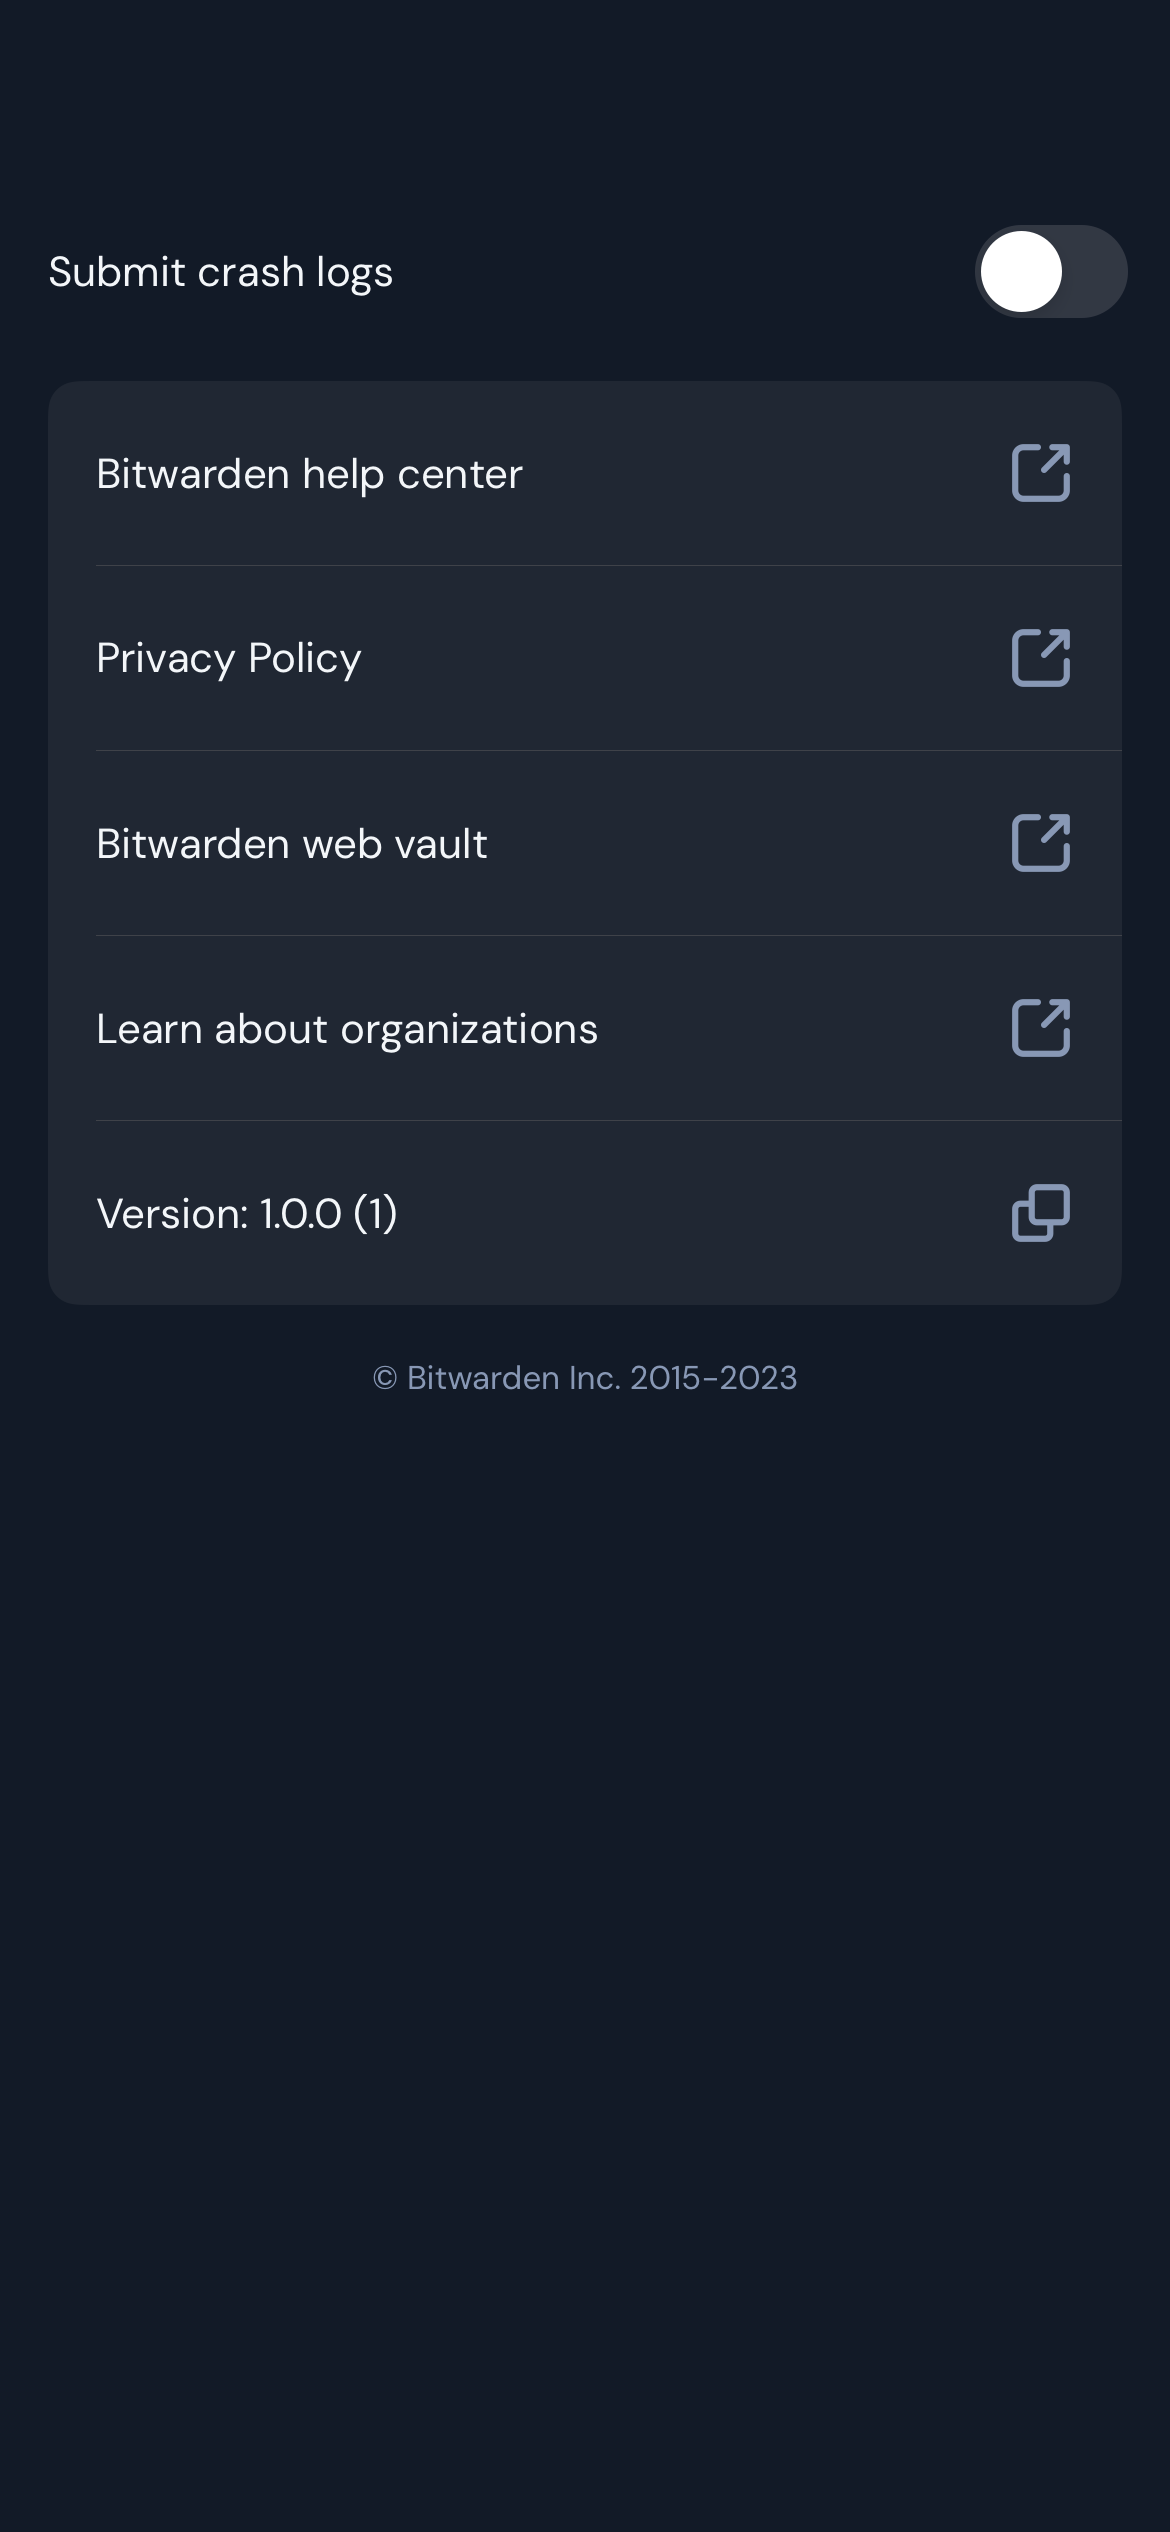 Submit crash logs
Bitwarden help center
Privacy Policy
Bitwarden web vault
Learn about organizations
Version: 1.0.0 (1)
© Bitwarden Inc. 2015-2023